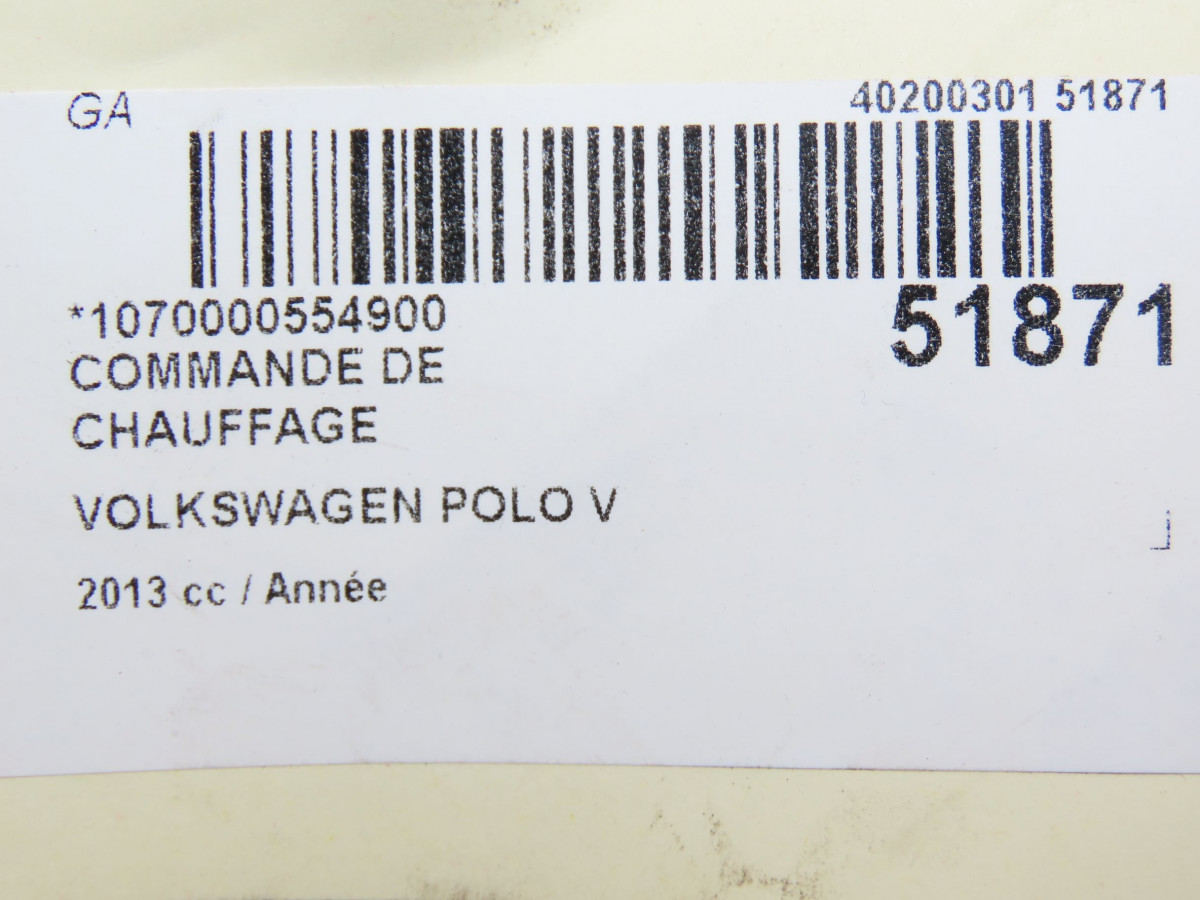 GA
40200301 51871
*1070000554900
51871
COMMANDE DE
CHAUFFAGE
VOLKSWAGEN POLO V
2013 cc / Année